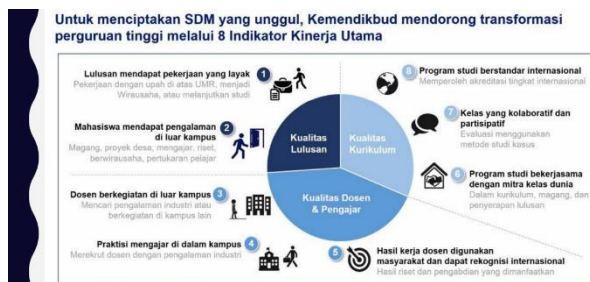 Untuk menciptakan SDM yang unggul, Kemendikbud mendorong transformasi
perguruan tinggi melalui 8 Indikator Kinerja Utama
Lulusan mendapat pekerjaan yang layak
1
Pekerjaan dengan upah di atas UMR, menjadi
Wirausaha, atau melanjutkan studi
Mahasiswa mendapat pengalaman
di luar kampus
2
Magang, proyek desa, mengajar, riset,
berwirausaha, pertukaran pelajar
Dosen berkegiatan di luar kampus
3
Mencari pengalaman industri atau
berkegiatan di kampus lain
Praktisi mengajar di dalam kampus
4
Merekrut dosen dengan pengalaman industri
Kualitas
Lulusan
Kualitas
Kurikulum
Kualitas Dosen
& Pengajar
8
Program studi berstandar internasional
Memperoleh akreditasi tingkat internasional
7
Kelas yang kolaboratif dan
partisipatif
Evaluasi menggunakan
metode studi kasus
6
Program studi bekerjasama
dengan mitra kelas dunia
Dalam kurikulum, magang, dan
penyerapan lulusan
5
Hasil kerja dosen digunakan
masyarakat dan dapat rekognisi internasional
Hasil riset dan pengabdian yang dimanfaatkan